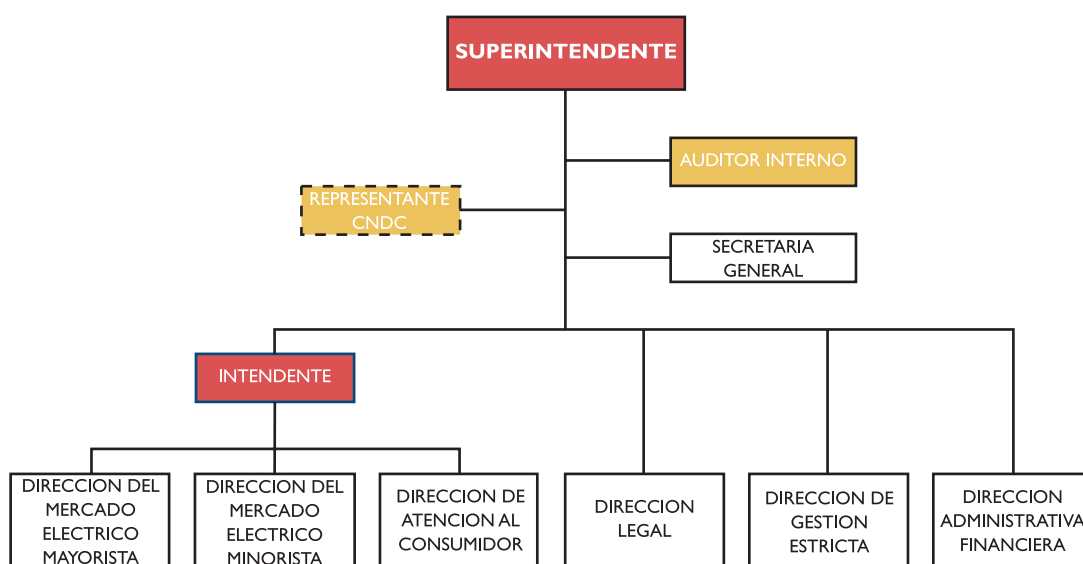 SUPERINTENDENTE
AUDITOR INTERNO
REPRESENTANTE
CNDC
SECRETARIA
GENERAL
INTENDENTE
DIRECCION DEL
MERCADO
ELECTRICO
MAYORISTA
DIRECCION DEL
MERCADO
ELECTRICO
MINORISTA
DIRECCION DE
ATENCION AL
CONSUMIDOR
DIRECCION
LEGAL
DIRECCION DE
GESTION
ESTRICTA
DIRECCION
ADMINISTRATIVA
FINANCIERA